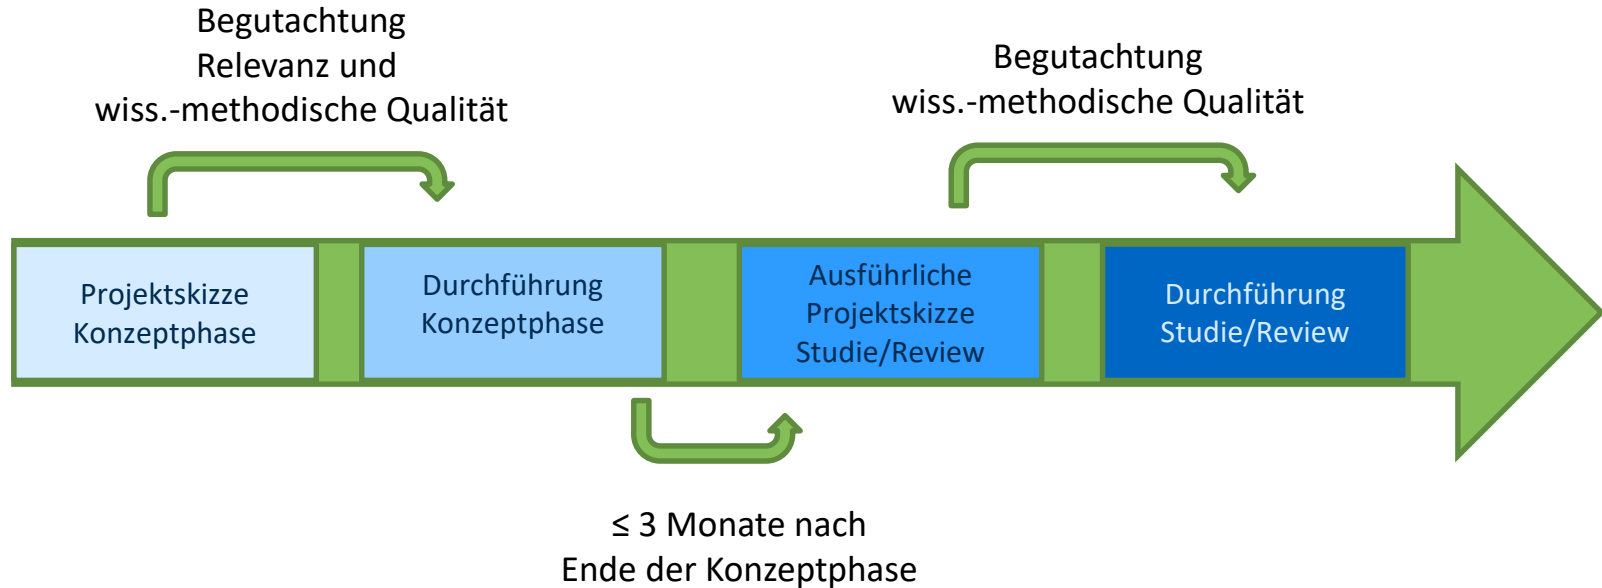 Begutachtung
Relevanz und
wiss.-methodische Qualität
Begutachtung
wiss.-methodische Qualität
Projektskizze
Konzeptphase
Durchführung
Konzeptphase
Ausführliche
Projektskizze
Studie/Review
Durchführung
Studie/Review
≤ 3 Monate nach
Ende der Konzeptphase